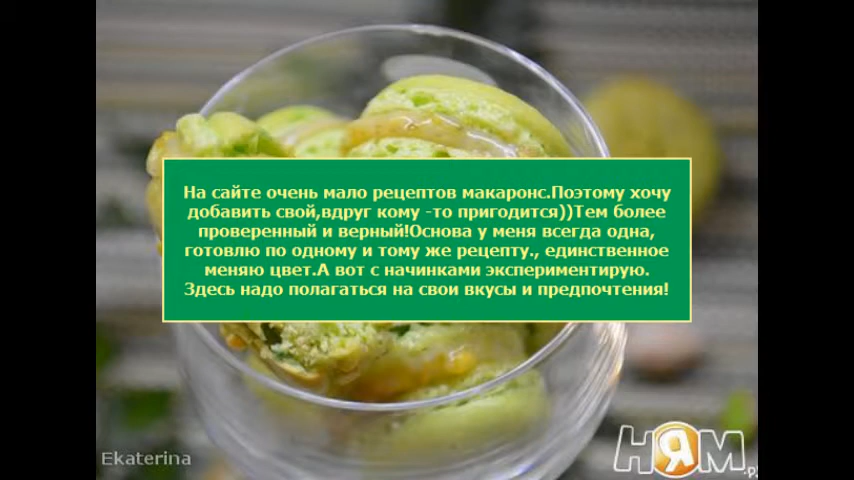 На сайте очень мало рецептов макаронс.Поэтому хочу
добавить свой,вдруг кому -то пригодится))Тем более
проверенный и верный!Основа у меня всегда одна,
готовлю по одному и тому же рецепту., единственное
меняю цвет.А вот с начинками экспериментирую.
Здесь надо полагаться на свои вкусы и предпочтения!
Ekaterina
НЯМ